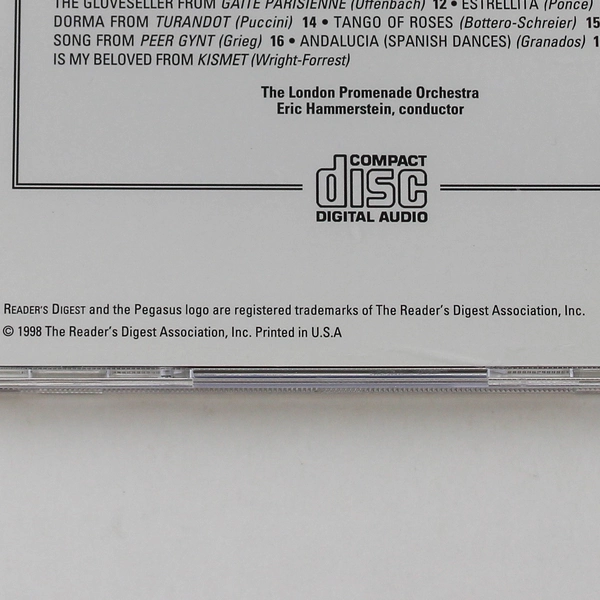 THE GLOVESELLER FROM GAÎTÉ PARISIENNE (Offenbach) 12 • ESTRELLITA (Ponce)
DORMA FROM TURANDOT (Puccini) 14 • TANGO OF ROSES (Bottero-Schreier) 15
SONG FROM PEER GYNT (Grieg) 16 • ANDALUCIA (SPANISH DANCES) (Granados) 1
IS MY BELOVED FROM KISMET (Wright-Forrest)
The London Promenade Orchestra
Eric Hammerstein, conductor
COMPACT
disc
DIGITAL AUDIO
READER'S DIGEST and the Pegasus logo are registered trademarks of The Reader's Digest Association, Inc.
© 1998 The Reader's Digest Association, Inc. Printed in U.S.A